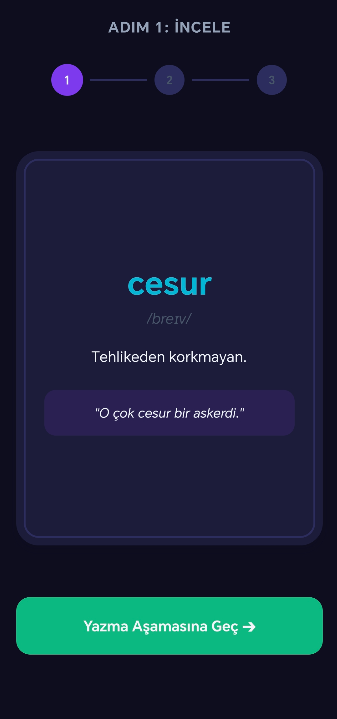 ADIM 1: İNCELE
1 2 3
cesur
/breɪv/
Tehlikeden korkmayan.
"O çok cesur bir askerdi."
Yazma Aşamasına Geç →